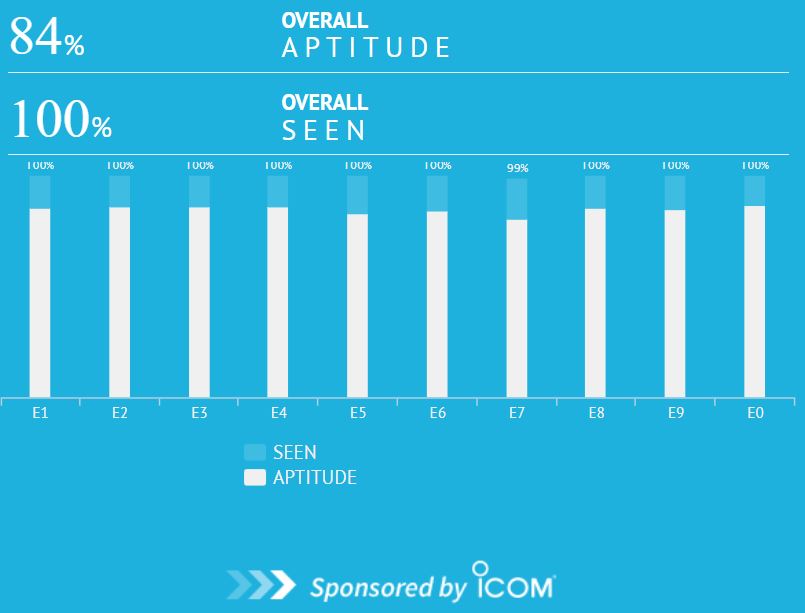 84% OVERALL
APTITUDE
100% OVERALL
SEEN
100% 100% 100% 100% 100% 100% 99% 100% 100% 100%
E1 E2 E3 E4 E5 E6 E7 E8 E9 E0
SEEN
APTITUDE
Sponsored by ICOM